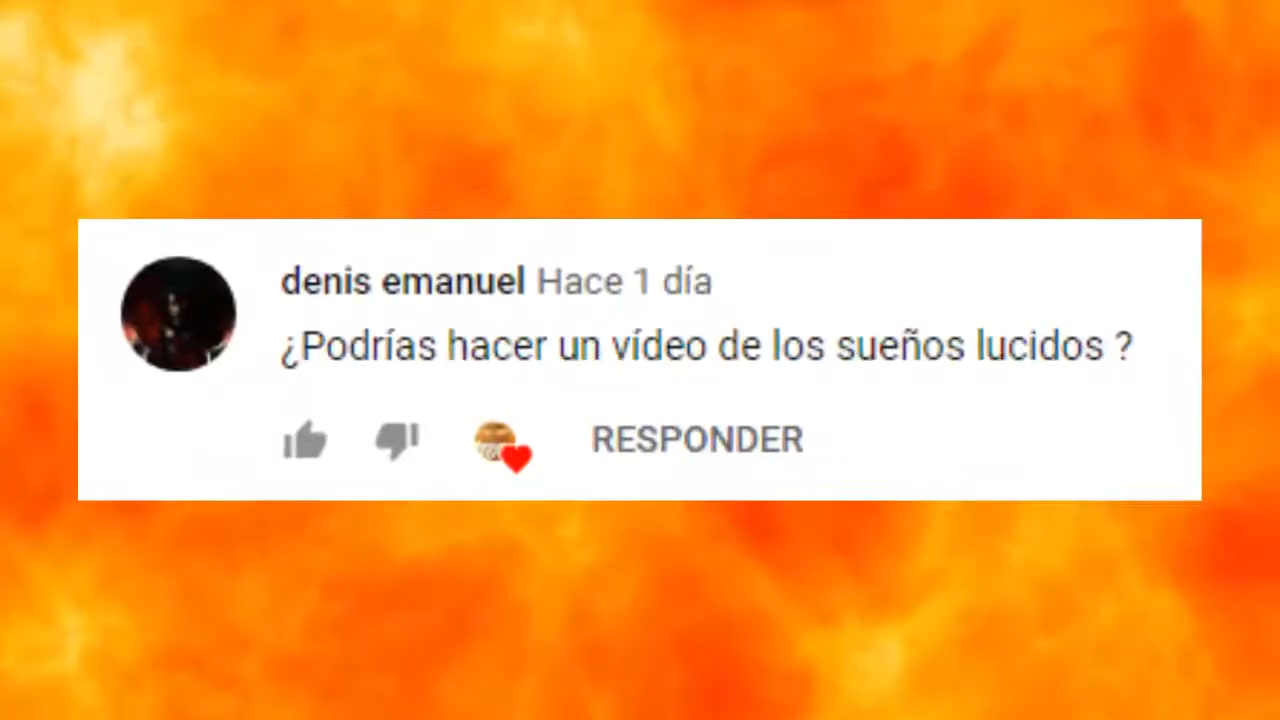 denis emanuel Hace 1 día
¿Podrías hacer un vídeo de los sueños lucidos ?
RESPONDER